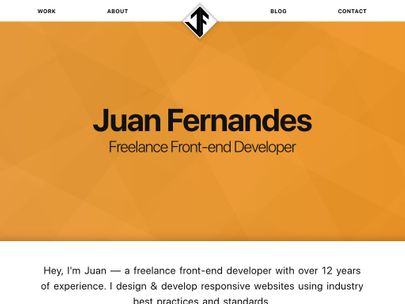 WORK ABOUT BLOG CONTACT
Juan Fernandes
Freelance Front-end Developer
Hey, I'm Juan — a freelance front-end developer with over 12 years
of experience. I design & develop responsive websites using industry
best practices and standards.